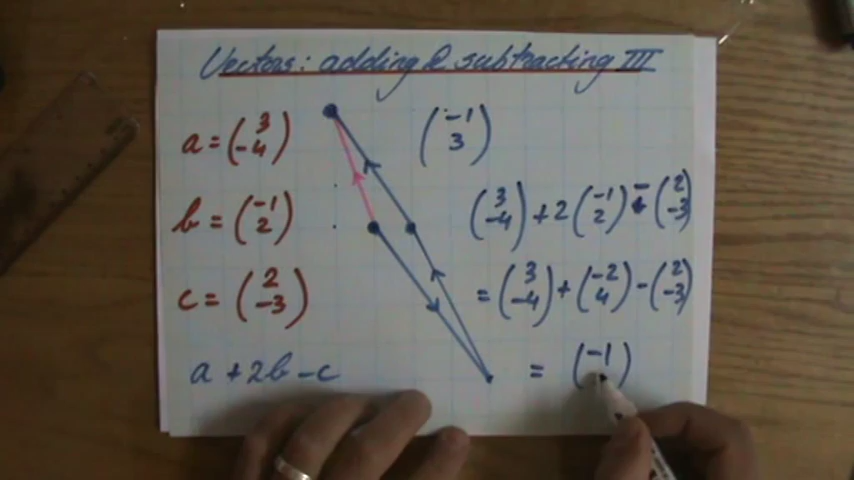 Vectors: adding & subtracting III
a = (3 -4)
(-1 3)
b = (-1 2)
(3 -4) + 2 (-1 2) - (2 -3)
c = (2 -3)
= (3 -4) + (-2 4) - (2 -3)
a + 2b - c
= (-1 )